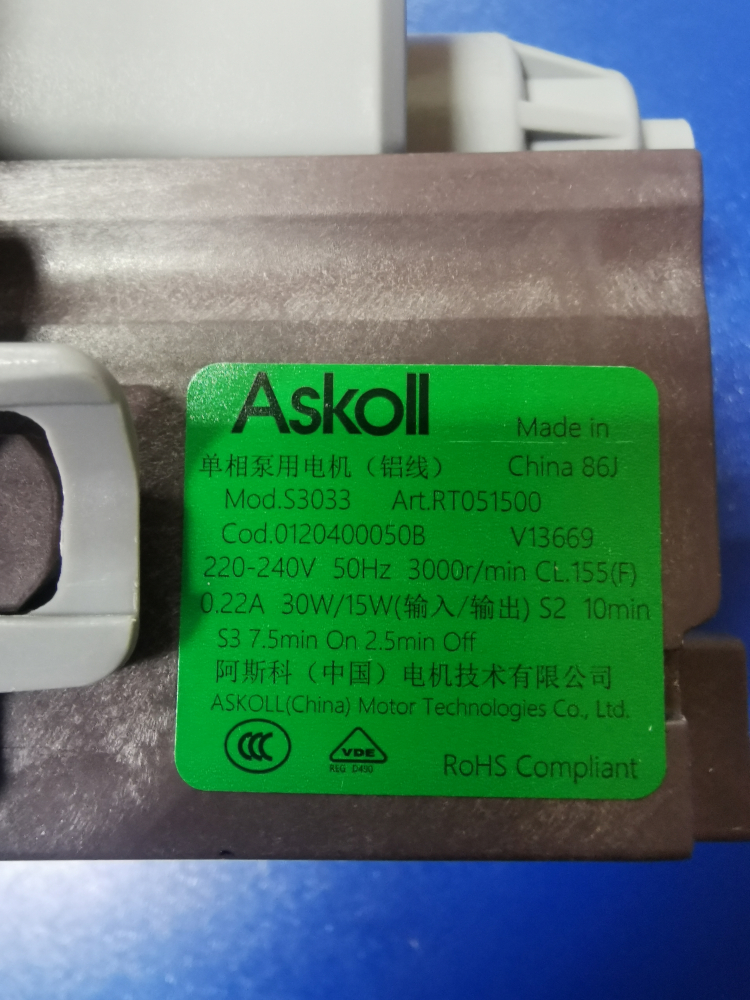 Askoll
Made in
单相泵用电机（铝线） China 86J
Mod.S3033 Art.RT051500
Cod.0120400050B V13669
220-240V 50Hz 3000r/min CL.155(F)
0.22A 30W/15W(输入/输出) S2 10min
S3 7.5min On 2.5min Off
阿斯科（中国）电机技术有限公司
ASKOLL(China) Motor Technologies Co., Ltd.
CCC VDE
REG D450 RoHS Compliant